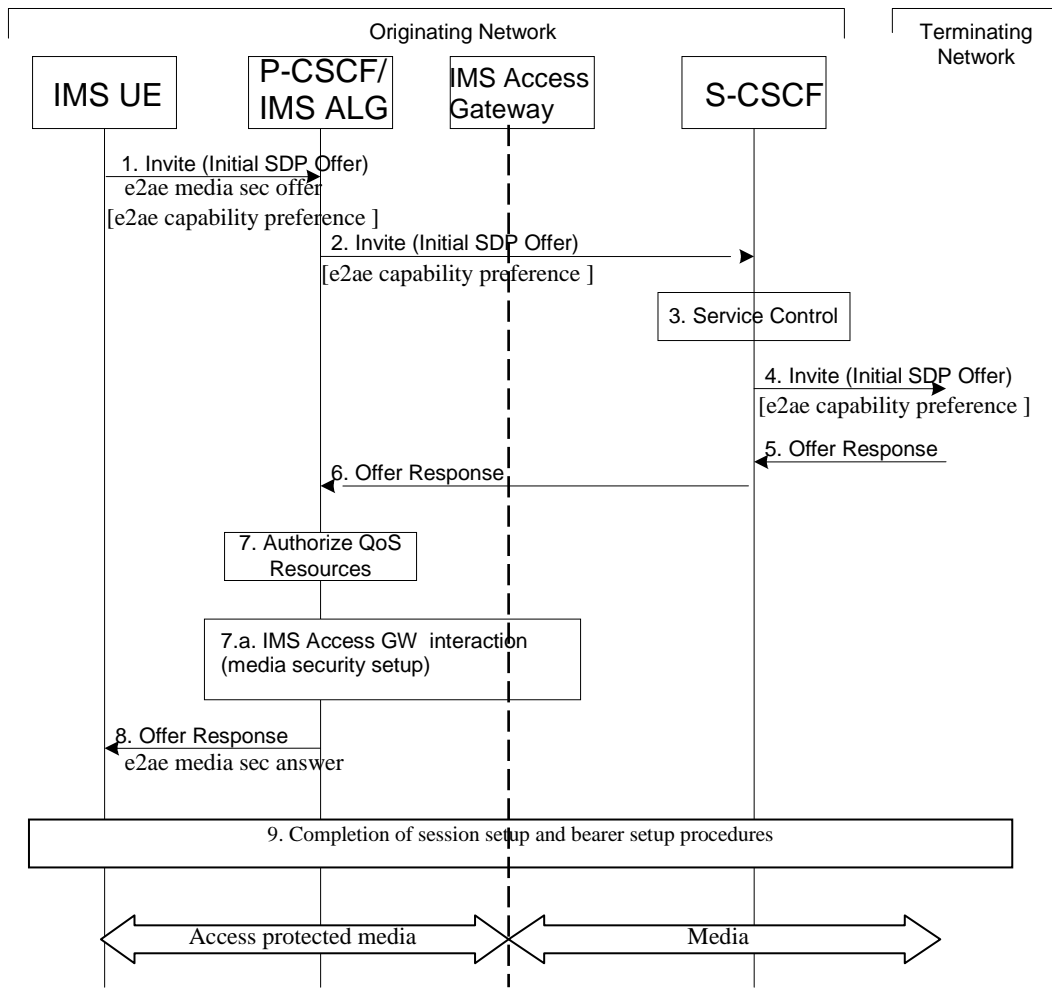 Originating Network
Terminating
Network
IMS UE
P-CSCF/
IMS ALG
IMS Access
Gateway
S-CSCF
1. Invite (Initial SDP Offer)
e2ae media sec offer
[e2ae capability preference ]
2. Invite (Initial SDP Offer)
[e2ae capability preference ]
3. Service Control
4. Invite (Initial SDP Offer)
[e2ae capability preference ]
5. Offer Response
6. Offer Response
7. Authorize QoS
Resources
7.a. IMS Access GW interaction
(media security setup)
8. Offer Response
e2ae media sec answer
9. Completion of session setup and bearer setup procedures
Access protected media
Media